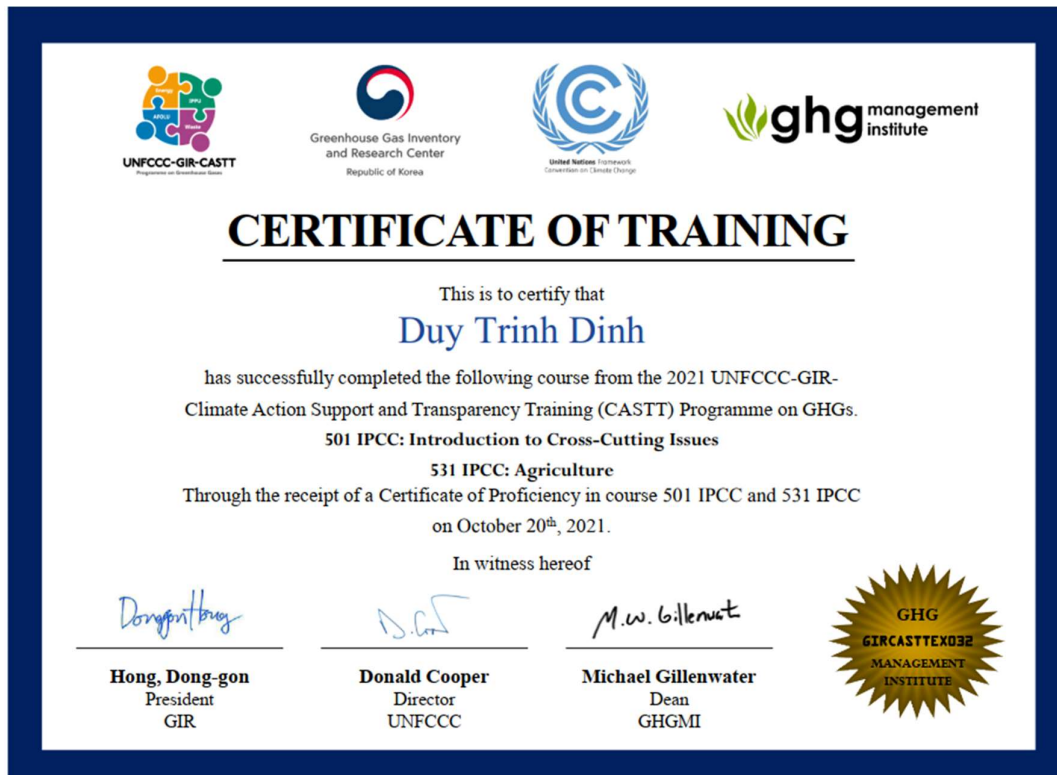 Energy
IPPU
AFOLU
Waste
UNFCCC-GIR-CASTT
Programme on Greenhouse Gases
Greenhouse Gas Inventory
and Research Center
Republic of Korea
United Nations Framework
Convention on Climate Change
ghg management
institute
CERTIFICATE OF TRAINING
This is to certify that
Duy Trinh Dinh
has successfully completed the following course from the 2021 UNFCCC-GIR-
Climate Action Support and Transparency Training (CASTT) Programme on GHGs.
501 IPCC: Introduction to Cross-Cutting Issues
531 IPCC: Agriculture
Through the receipt of a Certificate of Proficiency in course 501 IPCC and 531 IPCC
on October 20th, 2021.
In witness hereof
M.W. Gillenwat
Hong, Dong-gon
President
GIR
Donald Cooper
Director
UNFCCC
Michael Gillenwater
Dean
GHGMI
GHG
GIRCASTTEX032
MANAGEMENT
INSTITUTE